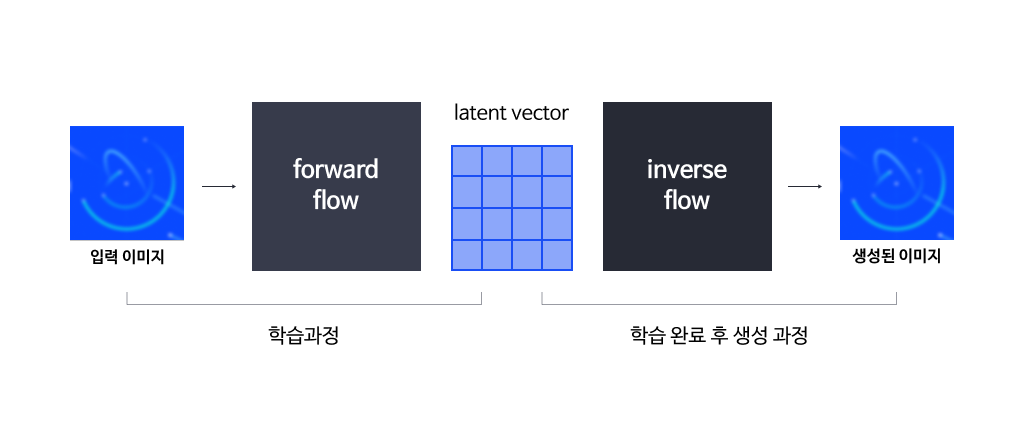 latent vector
forward
flow
inverse
flow
입력 이미지
생성된 이미지
학습과정
학습 완료 후 생성 과정